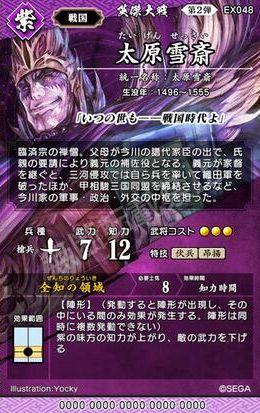 紫
戦国
英傑大戦
第2弾
EX048
たいげん せっさい
太原雪斎
統一名称:太原雪斎
生没年:1496～1555
「いつの世も――戦国時代よ」
臨済宗の禅僧。父母が今川の譜代家臣の出で、氏
親の要請により義元の補佐役となる。義元が家督
を継ぐと、三河侵攻では自ら兵を率いて織田軍を
破ったほか、甲相駿三国同盟を締結させるなど、
今川家の軍事・政治・外交の中枢を担った。
兵種
武力
知力
武将コスト
槍兵
7
12
特技
伏兵
昂揚
ぜんちのりょういき
全知の領域
必要士気
8
効果時間
知力時間
効果範囲
【陣形】(発動すると陣形が出現し、その
中にいる間のみ効果が発生する。陣形は同
時に複数発動できない)
紫の味方の知力が上がり、敵の武力を下げ
る
©SEGA
Illustration:Yocky
0000-0000-0000-0000-0000